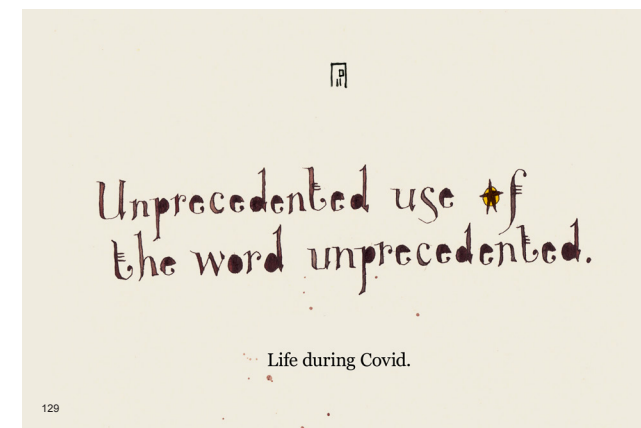 Unprecedented use of
the word unprecedented.
Life during Covid.
129